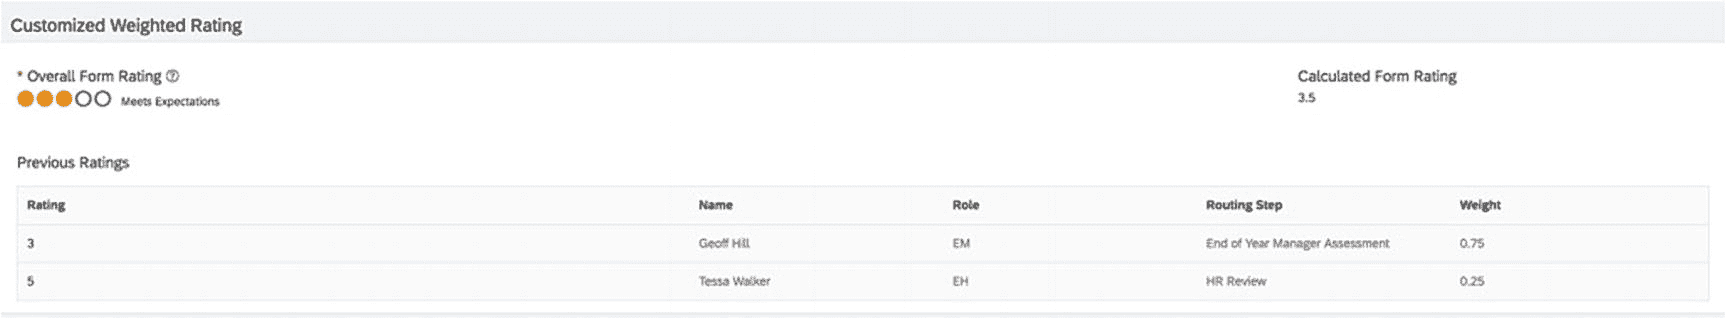 Customized Weighted Rating
* Overall Form Rating ? Calculated Form Rating
Meets Expectations 3.5
Previous Ratings
Rating Name Role Routing Step Weight
3 Geoff Hill EM End of Year Manager Assessment 0.75
5 Tessa Walker EH HR Review 0.25